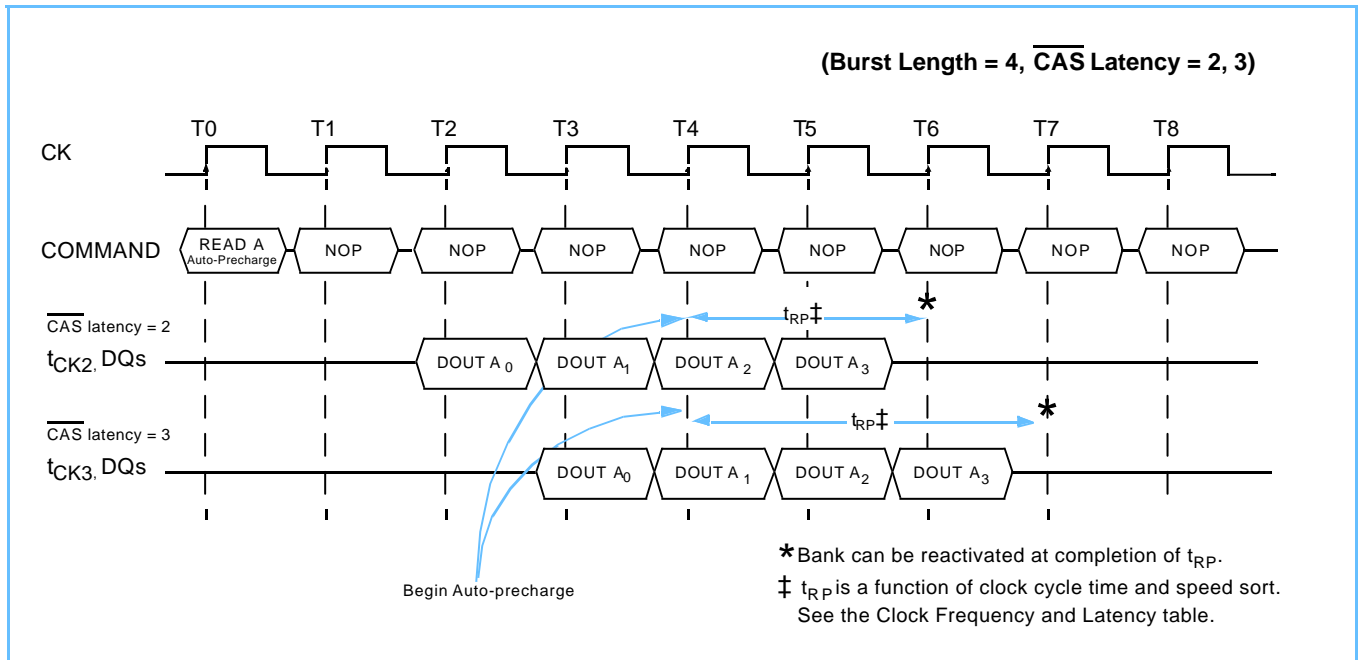 (Burst Length = 4, CAS Latency = 2, 3)
T0 T1 T2 T3 T4 T5 T6 T7 T8
CK
COMMAND
READ A
Auto-Precharge
NOP NOP NOP NOP NOP NOP NOP NOP
*
CAS latency = 2
tRP‡
tCK2, DQs
DOUT A0 DOUT A1 DOUT A2 DOUT A3
*
CAS latency = 3
tRP‡
tCK3, DQs
DOUT A0 DOUT A1 DOUT A2 DOUT A3
Begin Auto-precharge
* Bank can be reactivated at completion of tRP.
‡ tRP is a function of clock cycle time and speed sort.
See the Clock Frequency and Latency table.